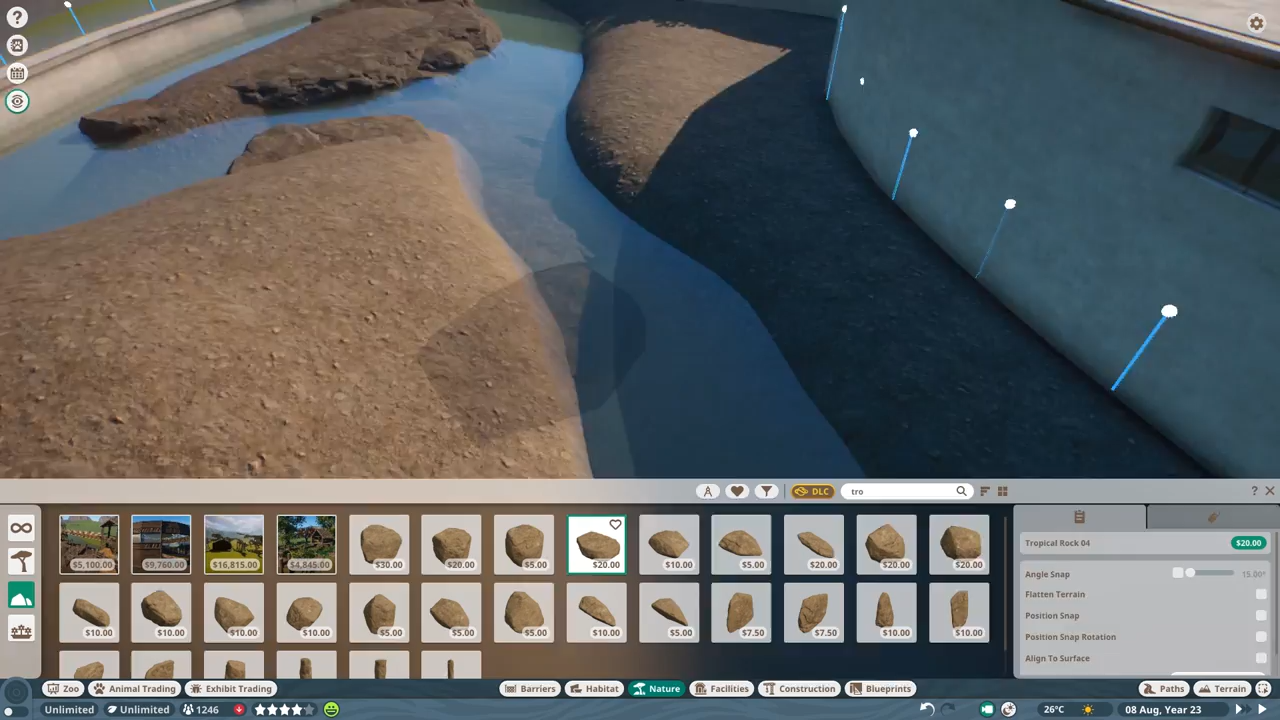 ?
DLC
tro
?
$5,100.00
$9,760.00
$16,815.00
$4,845.00
$30.00
$20.00
$5.00
$20.00
$10.00
$5.00
$20.00
$20.00
$20.00
$10.00
$10.00
$10.00
$10.00
$5.00
$5.00
$5.00
$10.00
$5.00
$7.50
$7.50
$10.00
$10.00
Tropical Rock 04
$20.00
Angle Snap
15.00°
Flatten Terrain
Position Snap
Position Snap Rotation
Align To Surface
Zoo
Animal Trading
Exhibit Trading
Barriers
Habitat
Nature
Facilities
Construction
Blueprints
Paths
Terrain
Unlimited
Unlimited
1246
26°C
08 Aug, Year 23